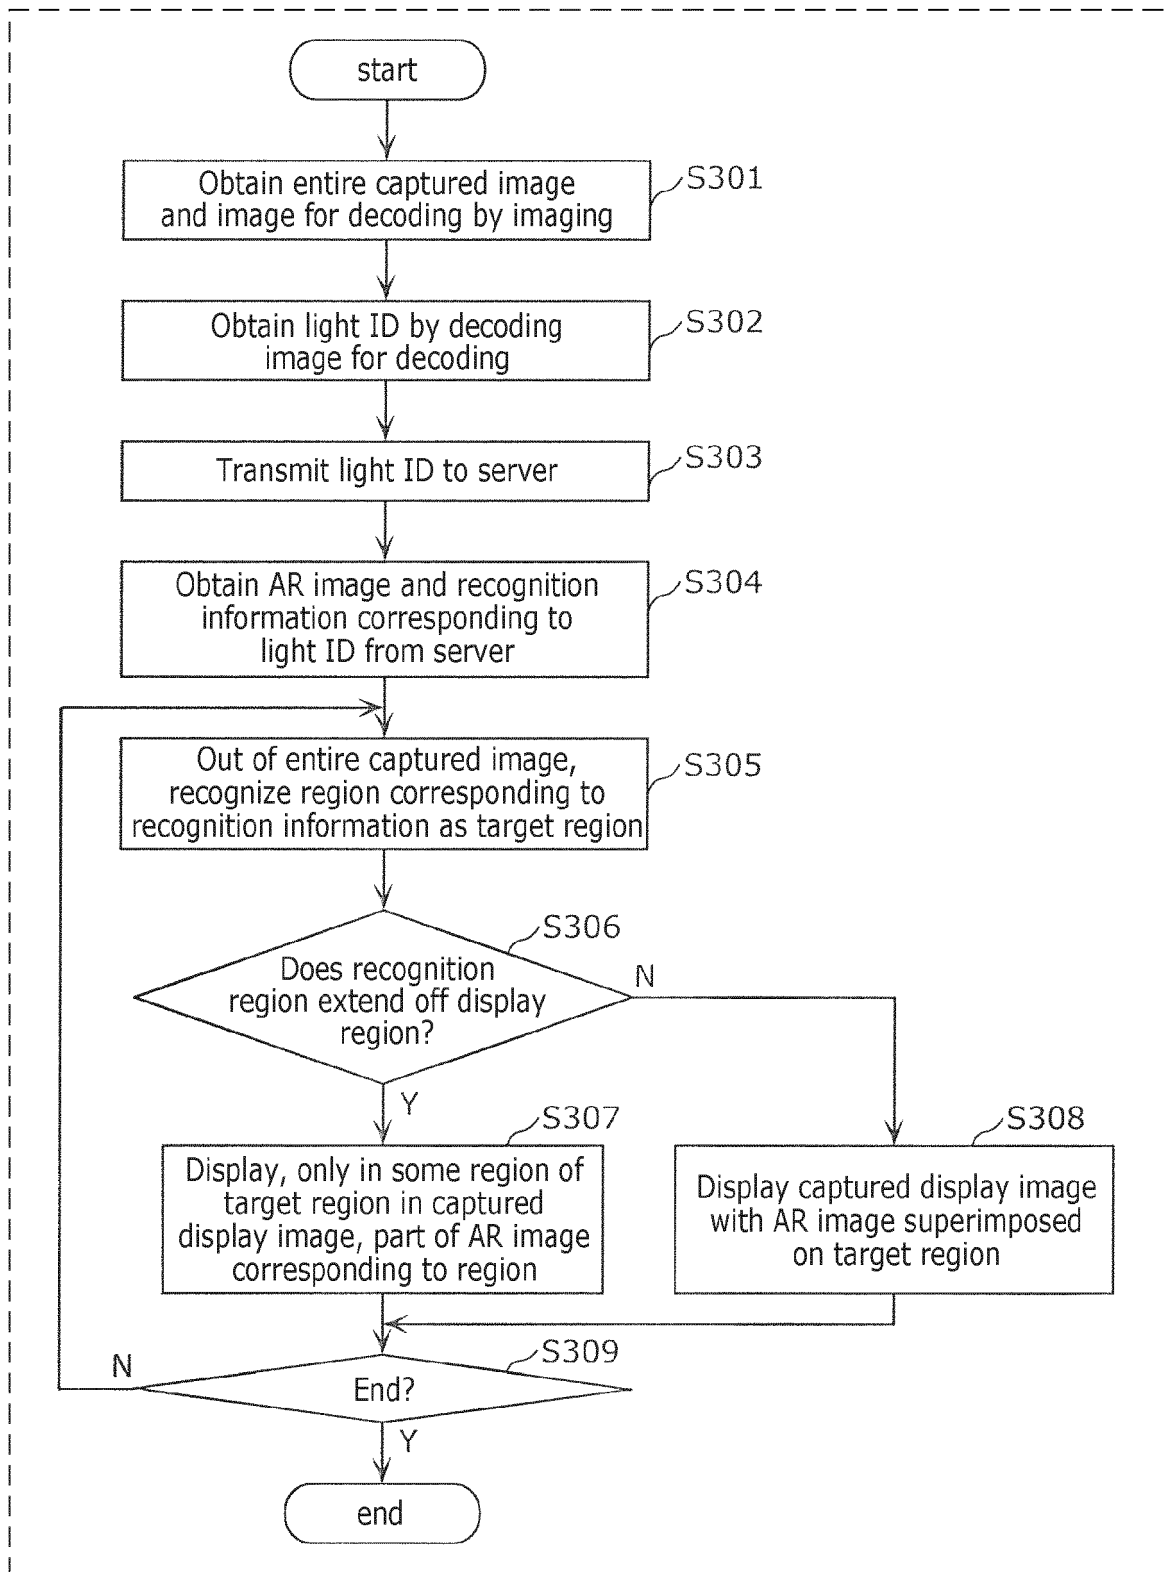 start
Obtain entire captured image
and image for decoding by imaging
S301
Obtain light ID by decoding
image for decoding
S302
Transmit light ID to server
S303
Obtain AR image and recognition
information corresponding to
light ID from server
S304
Out of entire captured image,
recognize region corresponding to
recognition information as target region
S305
Does recognition
region extend off display
region?
S306
N
Y
Display, only in some region of
target region in captured
display image, part of AR image
corresponding to region
S307
Display captured display image
with AR image superimposed
on target region
S308
End?
S309
N
Y
end